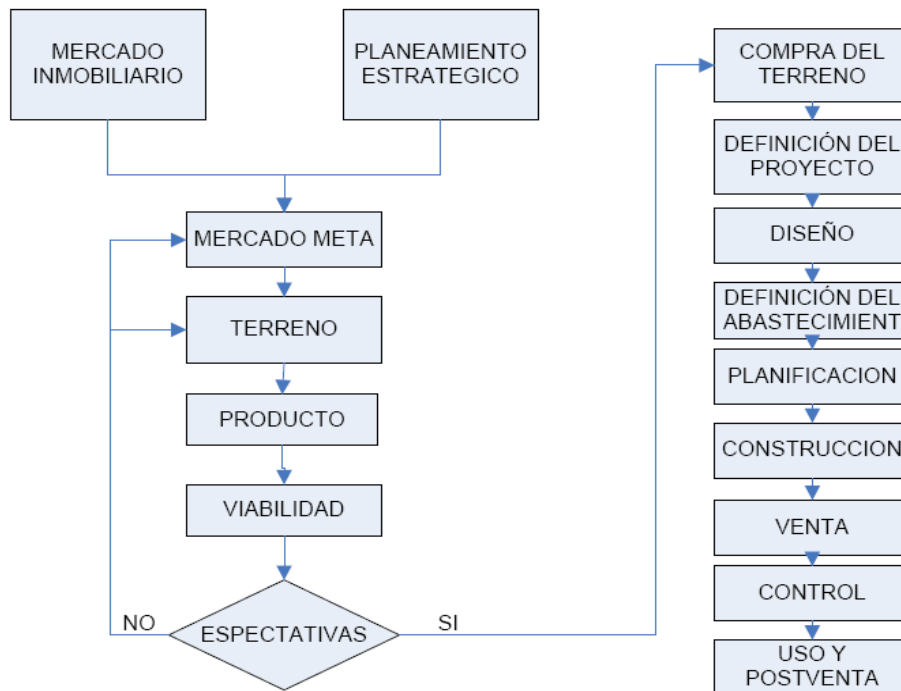 MERCADO
INMOBILIARIO
PLANEAMIENTO
ESTRATEGICO
MERCADO META
TERRENO
PRODUCTO
VIABILIDAD
ESPECTATIVAS
NO
SI
COMPRA DEL
TERRENO
DEFINICIÓN DEL
PROYECTO
DISEÑO
DEFINICIÓN DEL
ABASTECIMIENT
PLANIFICACION
CONSTRUCCION
VENTA
CONTROL
USO Y
POSTVENTA